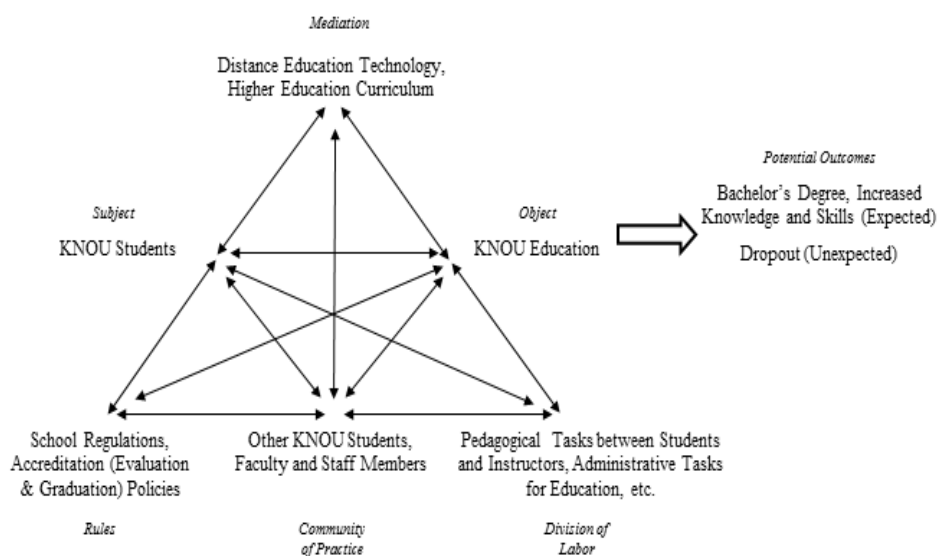 Mediation
Distance Education Technology,
Higher Education Curriculum
Potential Outcomes
Bachelor's Degree, Increased
Knowledge and Skills (Expected)
Dropout (Unexpected)
Subject
KNOU Students
Object
KNOU Education
School Regulations,
Accreditation (Evaluation
& Graduation) Policies
Rules
Other KNOU Students,
Faculty and Staff Members
Community
of Practice
Pedagogical Tasks between Students
and Instructors, Administrative Tasks
for Education, etc.
Division of
Labor